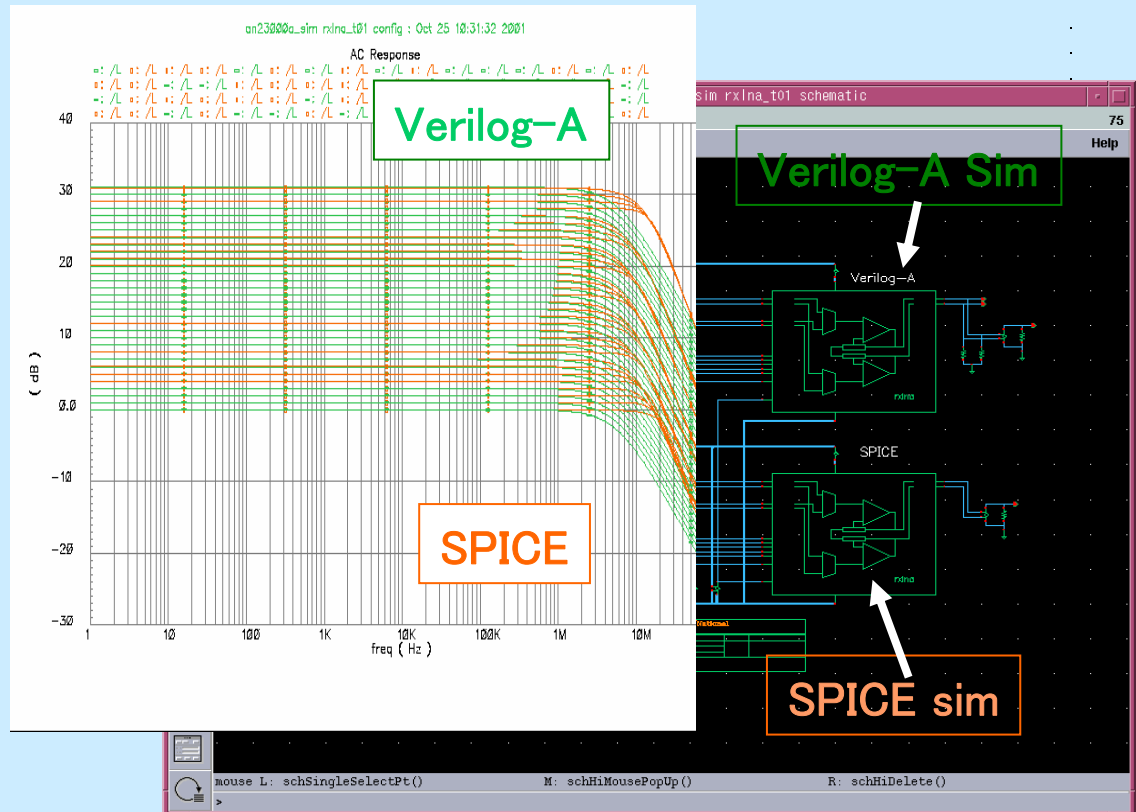 an23000a_sim rxlna_t01 config : Oct 25 10:31:32 2001
AC Response
Verilog-A
40
30
20
10
0.0
-10
-20
-30
( dB )
1 10 100 1K 10K 100K 1M 10M
freq ( Hz )
SPICE
sim rxlna_t01 schematic
75
Help
Verilog-A Sim
Verilog-A
rxlna
SPICE
rxlna
National
SPICE sim
mouse L: schSingleSelectPt() M: schHiMousePopUp() R: schHiDelete()
>